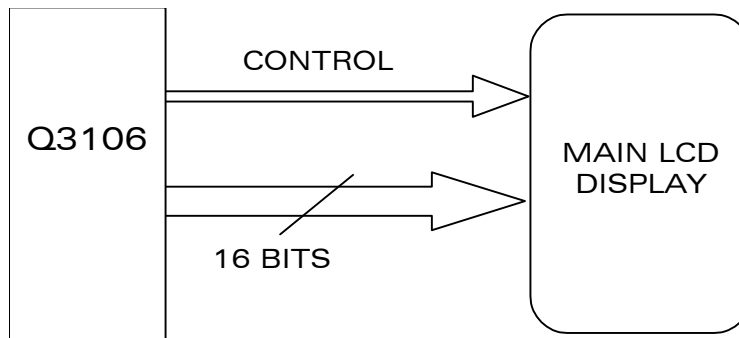 CONTROL
Q3106
MAIN LCD
DISPLAY
16 BITS